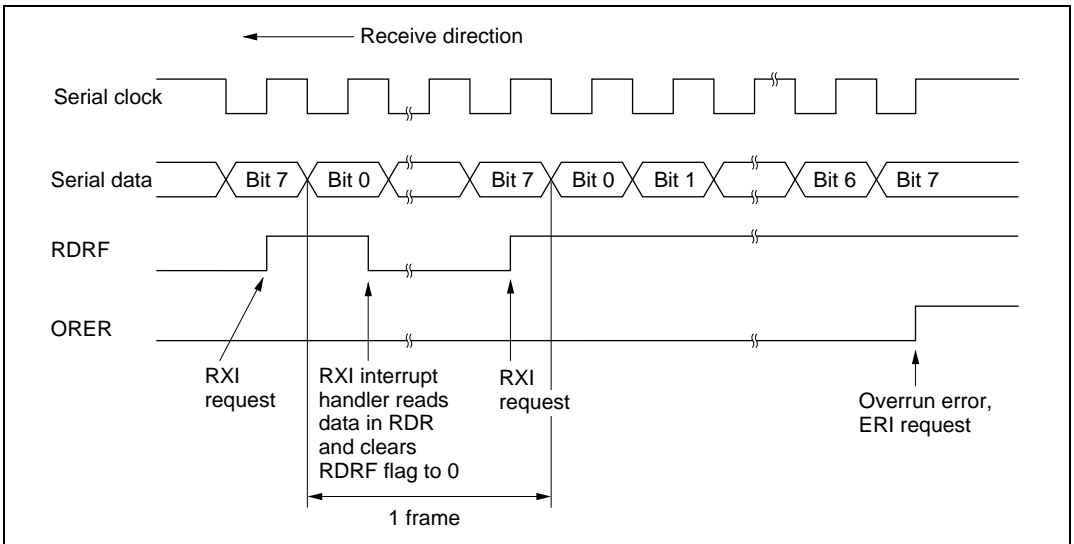 Receive direction
Serial clock
Serial data
Bit 7
Bit 0
Bit 7
Bit 0
Bit 1
Bit 6
Bit 7
RDRF
ORER
RXI
request
RXI interrupt
handler reads
data in RDR
and clears
RDRF flag to 0
RXI
request
Overrun error,
ERI request
1 frame